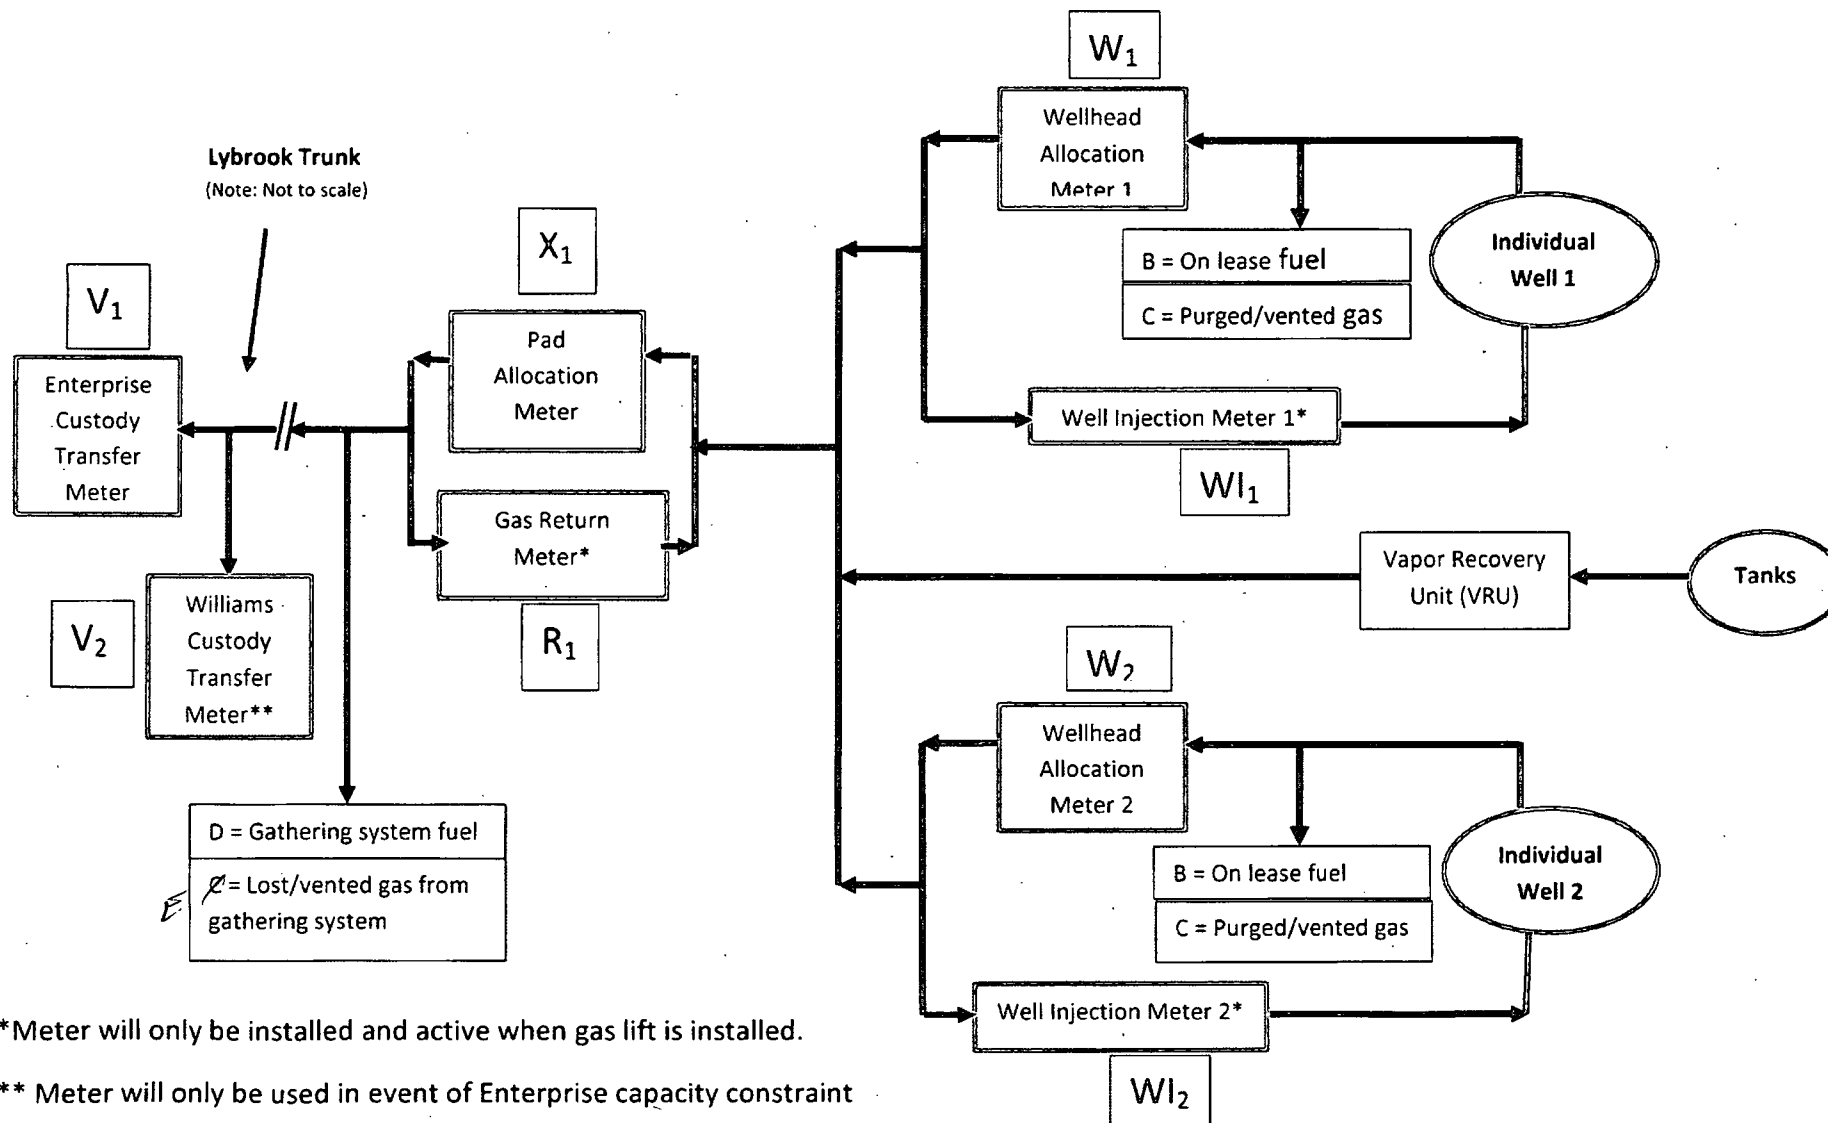 W₁
Wellhead
Allocation
Meter 1
Lybrook Trunk
(Note: Not to scale)
X₁
V₁
B = On lease fuel
C = Purged/vented gas
Individual
Well 1
Pad
Allocation
Meter
Enterprise
Custody
Transfer
Meter
Well Injection Meter 1*
WI₁
Gas Return
Meter*
R₁
Vapor Recovery
Unit (VRU)
Tanks
V₂
Williams
Custody
Transfer
Meter**
W₂
Wellhead
Allocation
Meter 2
D = Gathering system fuel
E C = Lost/vented gas from
gathering system
B = On lease fuel
C = Purged/vented gas
Individual
Well 2
Well Injection Meter 2*
WI₂
*Meter will only be installed and active when gas lift is installed.
** Meter will only be used in event of Enterprise capacity constraint